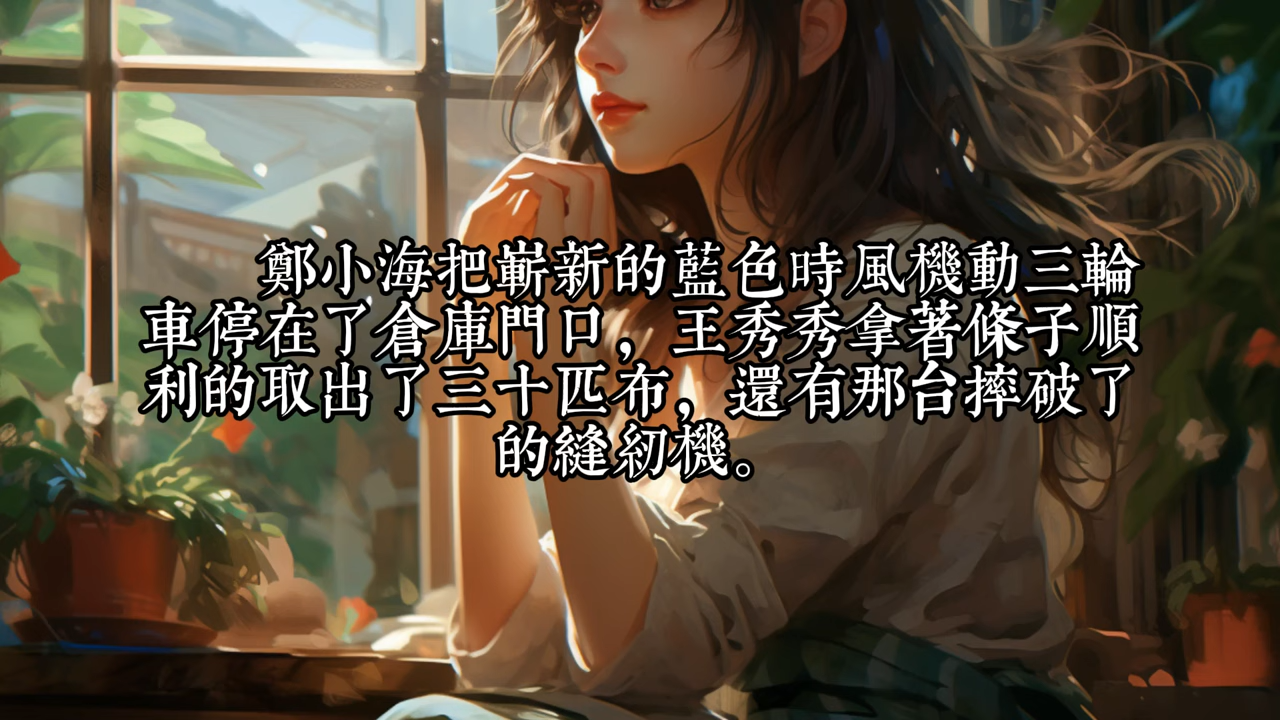 鄭小海把嶄新的藍色時風機動三輪
車停在了倉庫門口，王秀秀拿著條子順
利的取出了三十匹布，還有那台摔破了
的縫紉機。